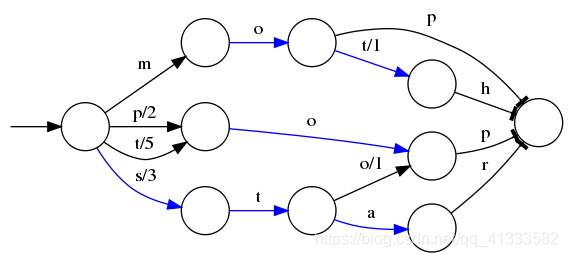 p
o
t/1
m
h
p/2
t/5
o
p
s/3
o/1
r
t
a
https://blog.csdn.net/qq_41333582